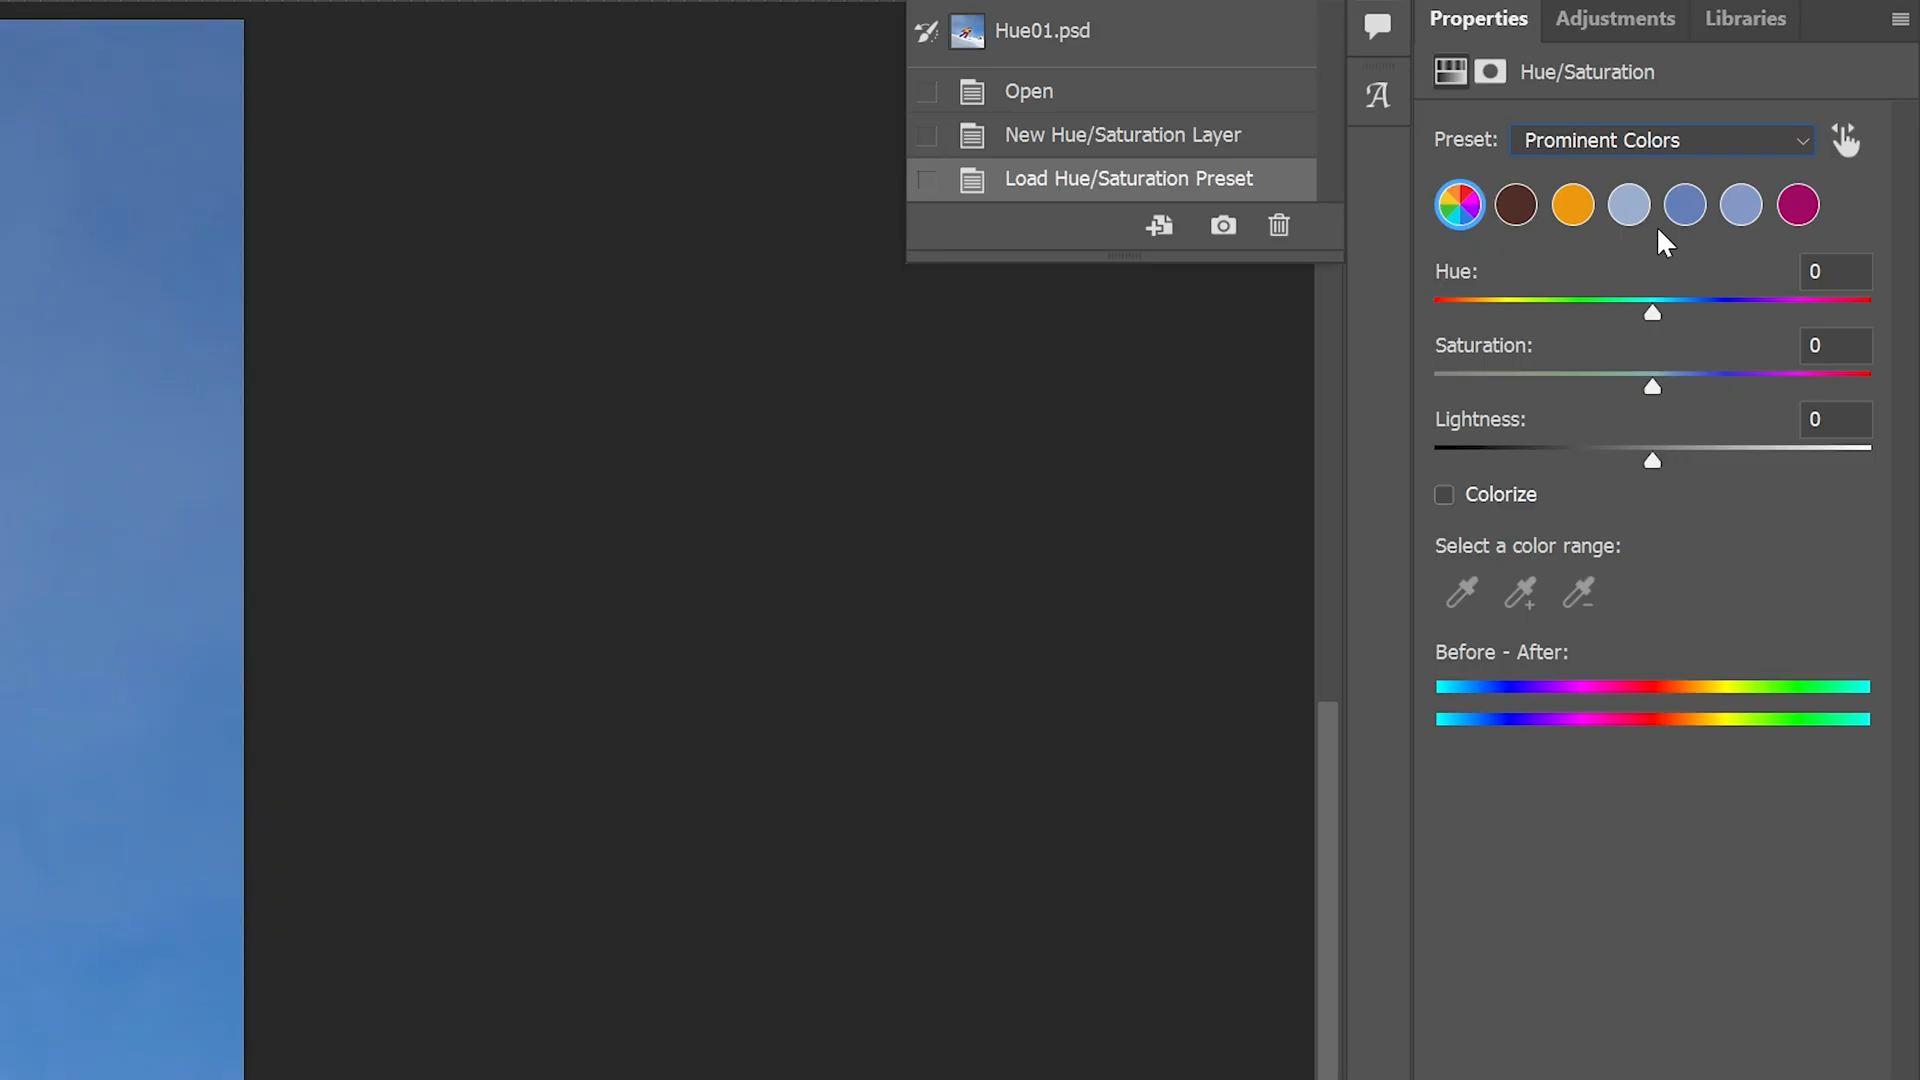 Hue01.psd
Open
New Hue/Saturation Layer
Load Hue/Saturation Preset
Properties
Adjustments
Libraries
Hue/Saturation
Preset: Prominent Colors
Hue: 0
Saturation: 0
Lightness: 0
Colorize
Select a color range:
Before - After: